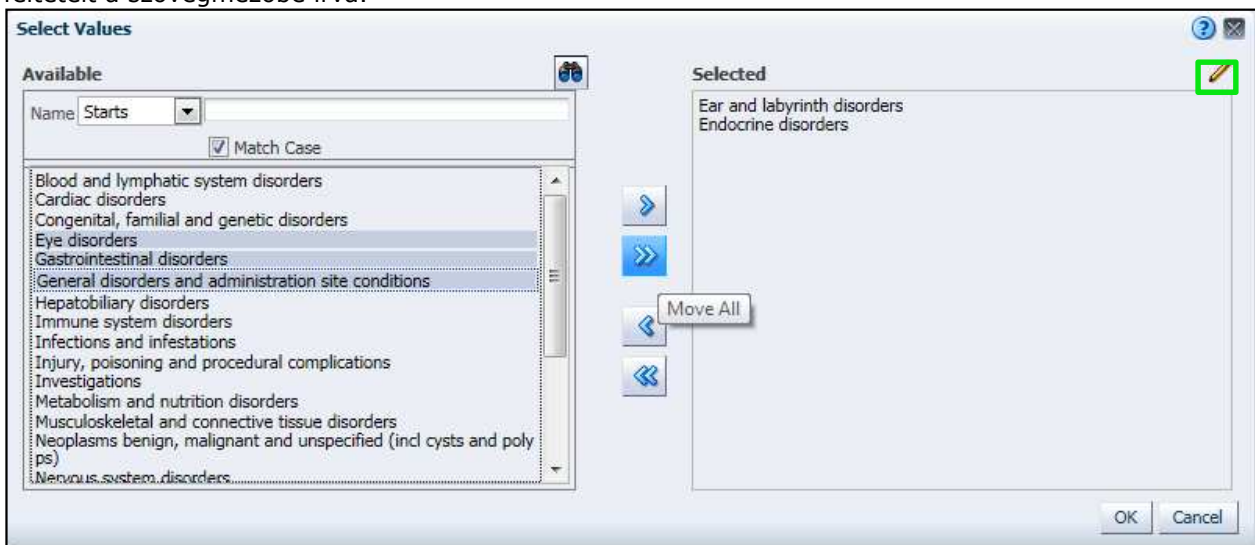 Select Values
Available
Selected
Name Starts
Match Case
Blood and lymphatic system disorders
Cardiac disorders
Congenital, familial and genetic disorders
Eye disorders
Gastrointestinal disorders
General disorders and administration site conditions
Hepatobiliary disorders
Immune system disorders
Infections and infestations
Injury, poisoning and procedural complications
Investigations
Metabolism and nutrition disorders
Musculoskeletal and connective tissue disorders
Neoplasms benign, malignant and unspecified (incl cysts and poly
ps)
Nervous system disorders
Move All
Ear and labyrinth disorders
Endocrine disorders
OK
Cancel